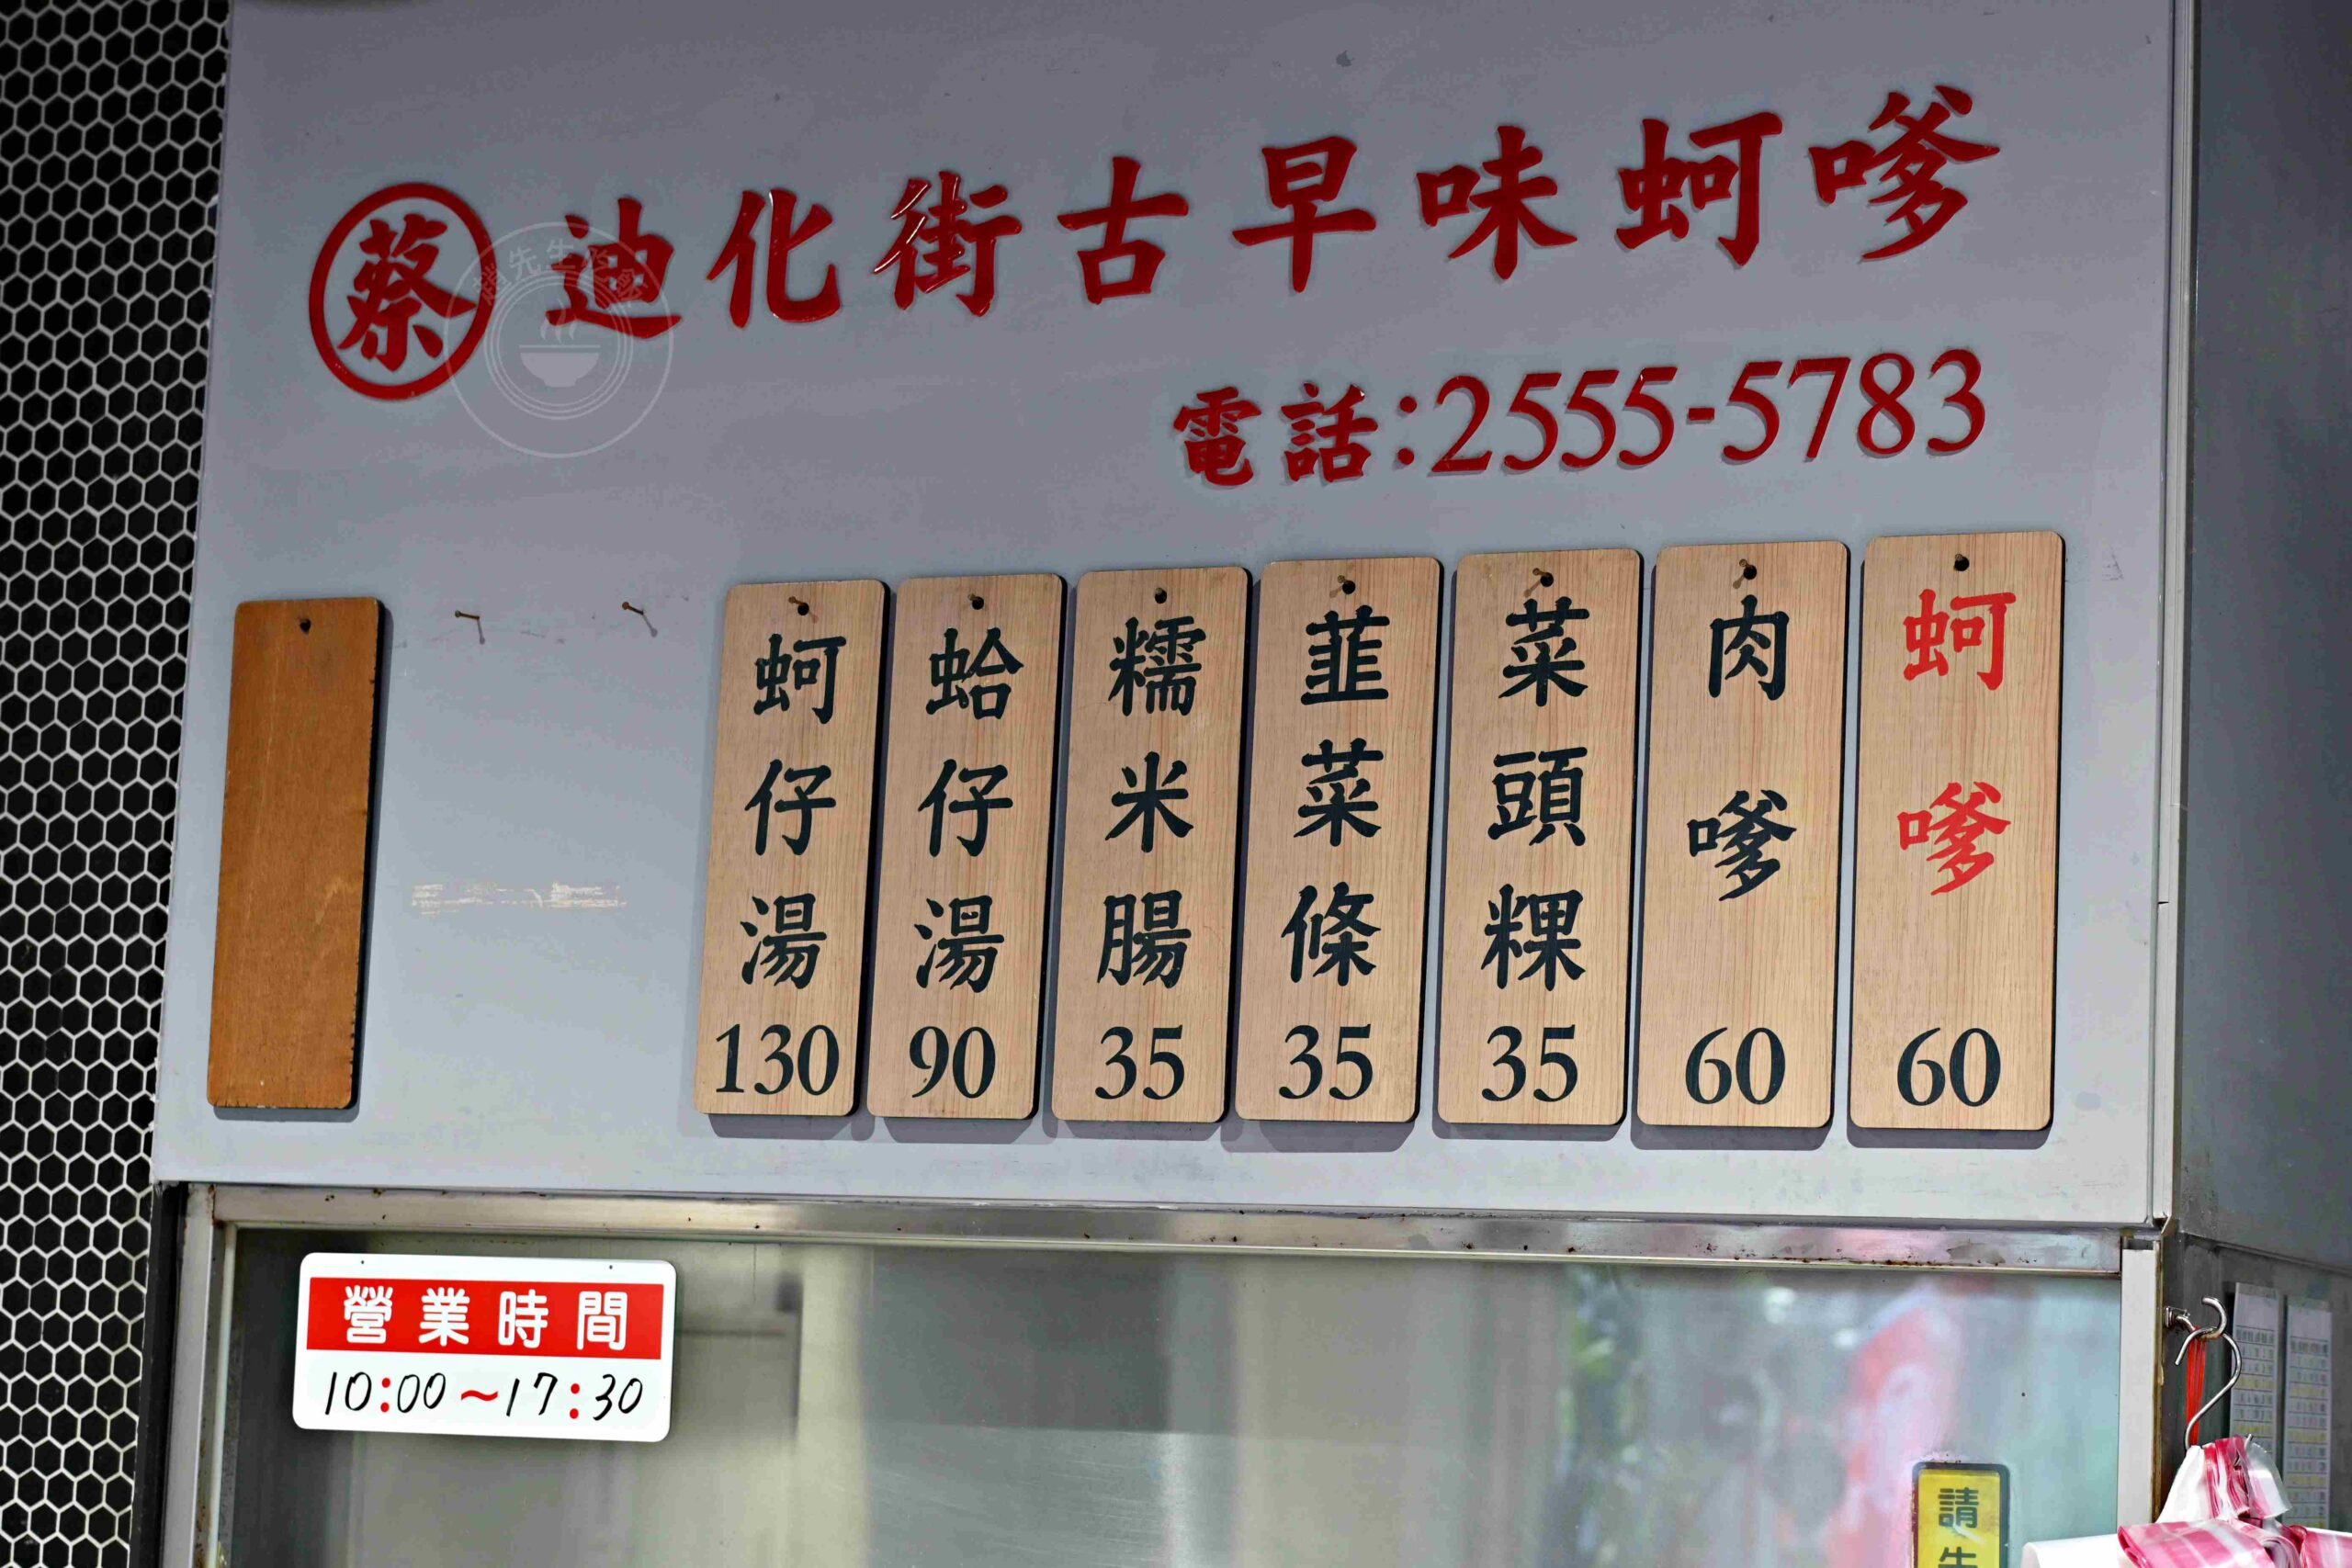 蔡 迪化街古早味蚵嗲
電話:2555-5783
蚵嗲 60
肉嗲 60
菜頭粿 35
韮菜條 35
糯米腸 35
蛤仔湯 90
蚵仔湯 130
營業時間
10:00~17:30
請
先